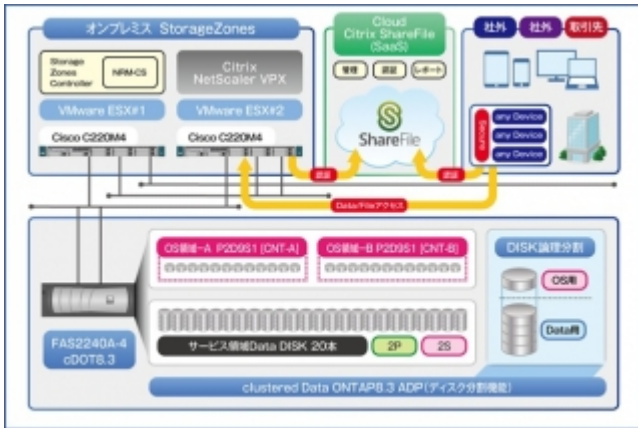 オンプレミス StorageZones
Storage
Zones
Controller
NRM-CS
VMware ESX#1
Cisco C220M4
Citrix
NetScaler VPX
VMware ESX#2
Cisco C220M4
Cloud
Citrix ShareFile
(SaaS)
管理
認証
レポート
ShareFile
社外
社外
取引先
Secure
any Device
any Device
any Device
認証
認証
Data/Fileアクセス
OS領域-A P2D9S1 [CNT-A]
OS領域-B P2D9S1 [CNT-B]
サービス領域Data DISK 20本
2P
2S
DISK論理分割
OS用
Data用
FAS2240A-4
cDOT8.3
clustered Data ONTAP8.3 ADP(ディスク分割機能)